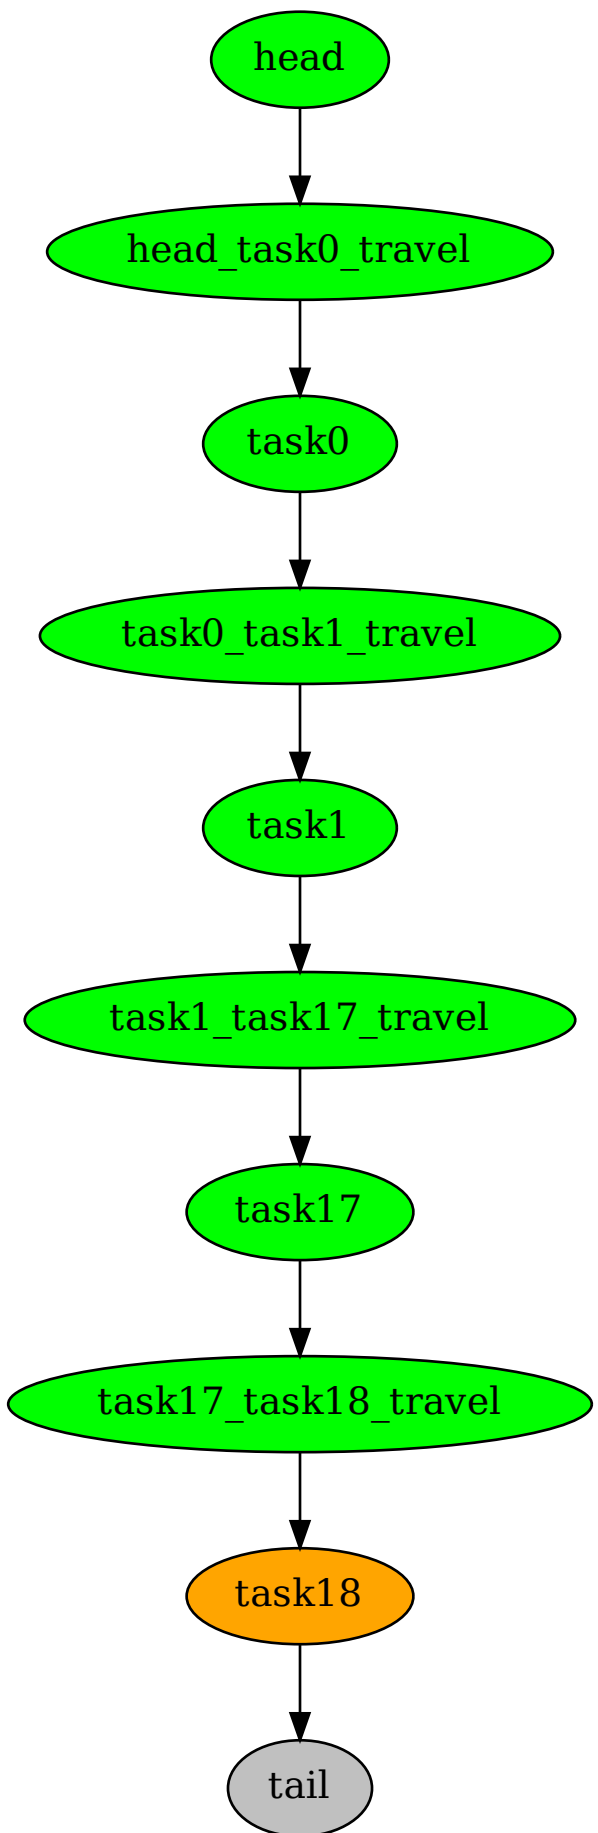 head
head_task0_travel
task0
task0_task1_travel
task1
task1_task17_travel
task17
task17_task18_travel
task18
tail